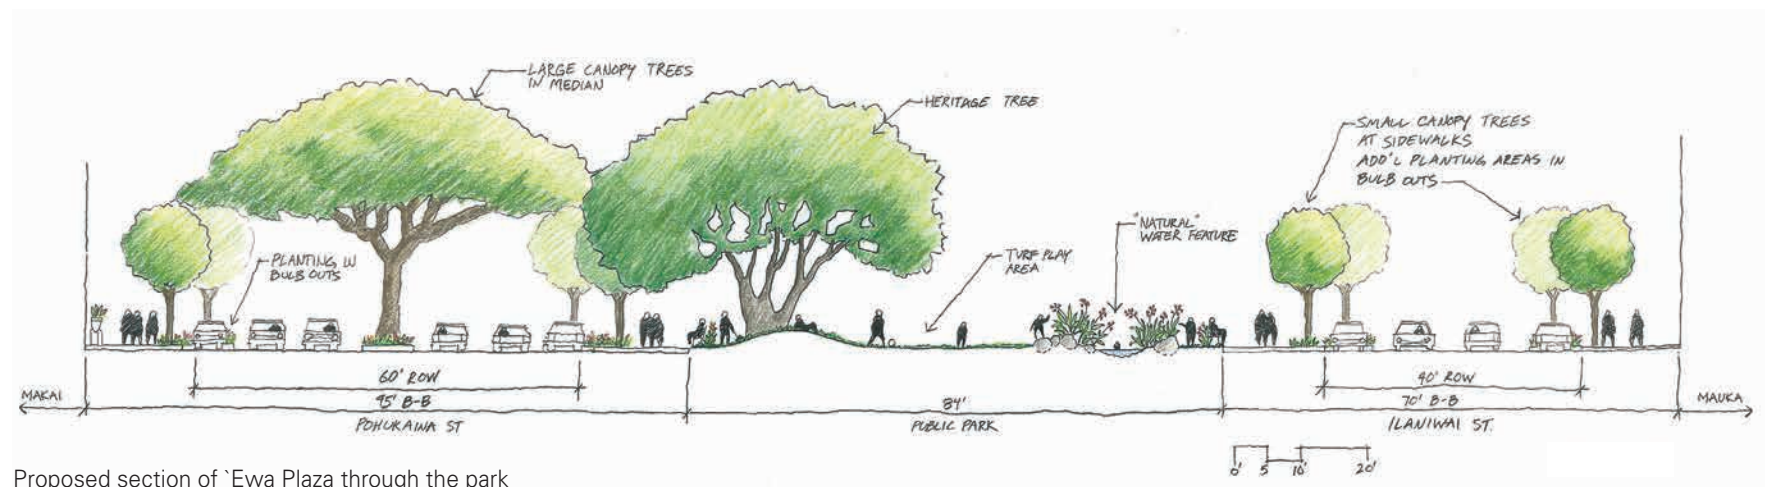 LARGE CANOPY TREES
IN MEDIAN
HERITAGE TREE
SMALL CANOPY TREES
AT SIDEWALKS
ADD'L PLANTING AREAS IN
BULB OUTS
PLANTING IN
BULB OUTS
"NATURAL"
WATER FEATURE
TURF PLAY
AREA
60' ROW
40' ROW
MAKAI
95' B-B
84'
70' B-B
MAUKA
POHUKAINA ST
PUBLIC PARK
ILANIWAI ST.
0' 5 10' 20'
Proposed section of `Ewa Plaza through the park